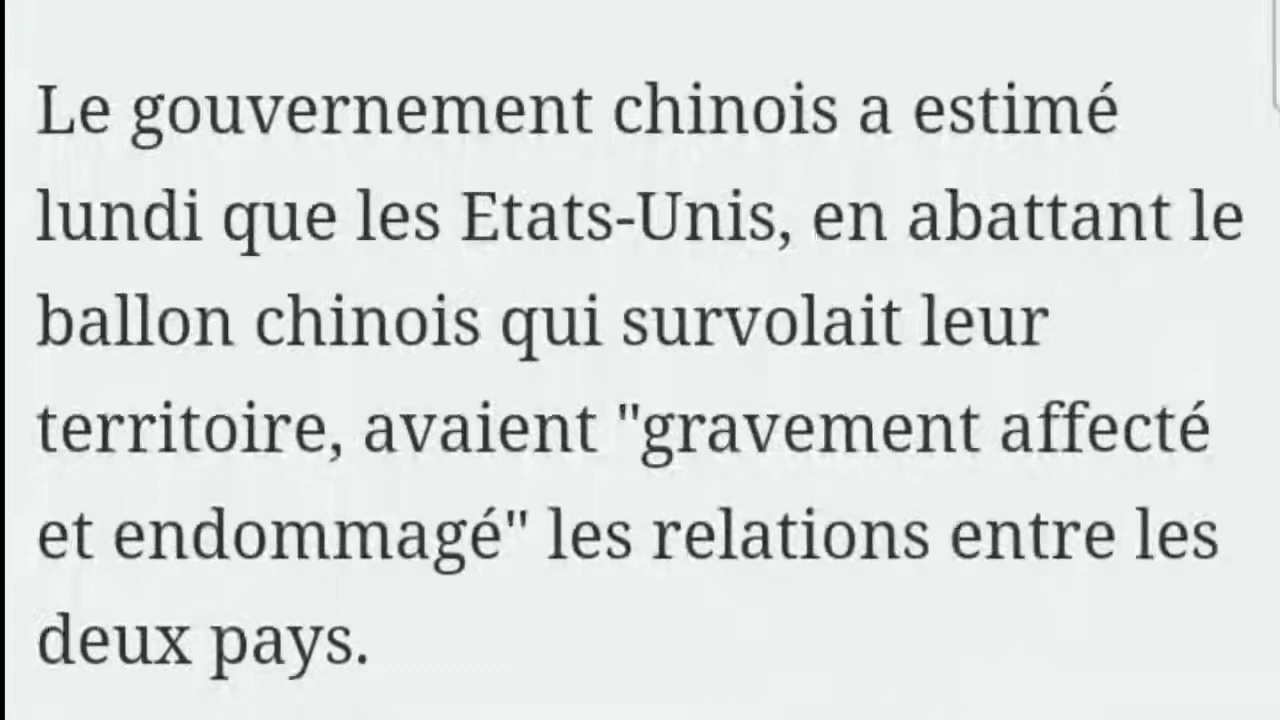 Le gouvernement chinois a estimé
lundi que les Etats-Unis, en abattant le
ballon chinois qui survolait leur
territoire, avaient "gravement affecté
et endommagé" les relations entre les
deux pays.